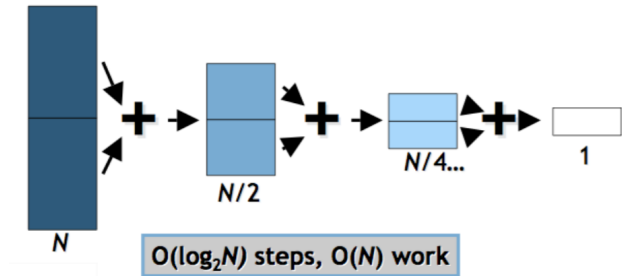 +
+
+
N
N/2
N/4...
1
O(log₂N) steps, O(N) work